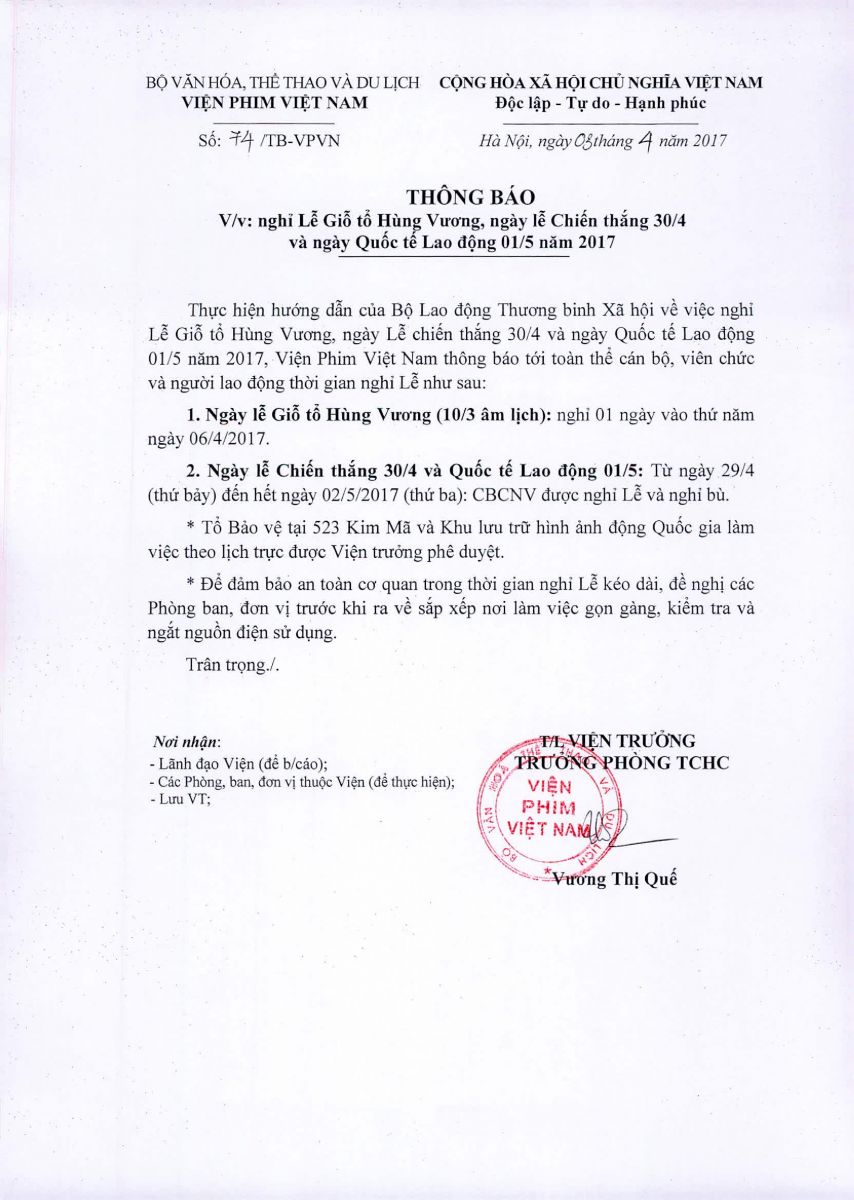 BỘ VĂN HÓA, THỂ THAO VÀ DU LỊCH
VIỆN PHIM VIỆT NAM
CỘNG HÒA XÃ HỘI CHỦ NGHĨA VIỆT NAM
Độc lập - Tự do - Hạnh phúc
Số: 74 /TB-VPVN
Hà Nội, ngày 03 tháng 4 năm 2017
THÔNG BÁO
V/v: nghỉ Lễ Giỗ tổ Hùng Vương, ngày lễ Chiến thắng 30/4
và ngày Quốc tế Lao động 01/5 năm 2017
Thực hiện hướng dẫn của Bộ Lao động Thương binh Xã hội về việc nghỉ
Lễ Giỗ tổ Hùng Vương, ngày Lễ chiến thắng 30/4 và ngày Quốc tế Lao động
01/5 năm 2017, Viện Phim Việt Nam thông báo tới toàn thể cán bộ, viên chức
và người lao động thời gian nghỉ Lễ như sau:
1. Ngày lễ Giỗ tổ Hùng Vương (10/3 âm lịch): nghỉ 01 ngày vào thứ năm
ngày 06/4/2017.
2. Ngày lễ Chiến thắng 30/4 và Quốc tế Lao động 01/5: Từ ngày 29/4
(thứ bảy) đến hết ngày 02/5/2017 (thứ ba): CBCNV được nghỉ Lễ và nghỉ bù.
* Tổ Bảo vệ tại 523 Kim Mã và Khu lưu trữ hình ảnh động Quốc gia làm
việc theo lịch trực được Viện trưởng phê duyệt.
* Để đảm bảo an toàn cơ quan trong thời gian nghỉ Lễ kéo dài, đề nghị các
Phòng ban, đơn vị trước khi ra về sắp xếp nơi làm việc gọn gàng, kiểm tra và
ngắt nguồn điện sử dụng.
Trân trọng./.
Nơi nhận:
- Lãnh đạo Viện (để b/cáo);
- Các Phòng, ban, đơn vị thuộc Viện (để thực hiện);
- Lưu VT;
T/L VIỆN TRƯỞNG
TRƯỞNG PHÒNG TCHC
BỘ VĂN HOÁ THỂ THAO VÀ DU LỊCH
VIỆN
PHIM
VIỆT NAM
Vương Thị Quế